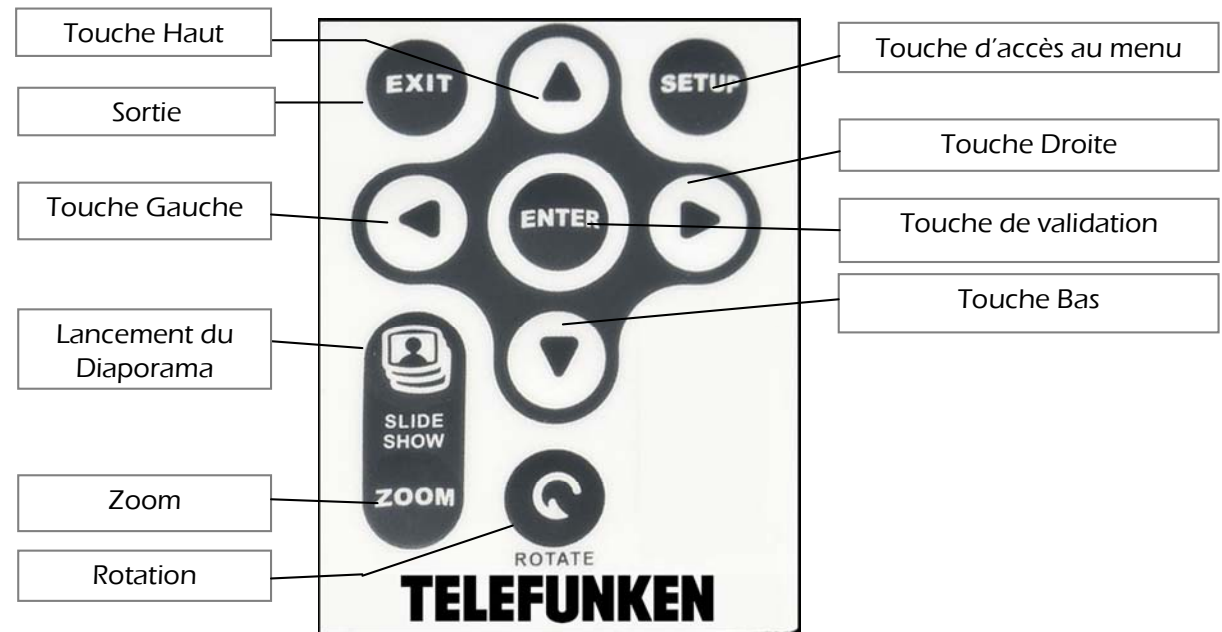 Touche Haut
Sortie
Touche Gauche
Lancement du
Diaporama
Zoom
Rotation
EXIT
SETUP
ENTER
SLIDE
SHOW
ZOOM
ROTATE
TELEFUNKEN
Touche d'accès au menu
Touche Droite
Touche de validation
Touche Bas